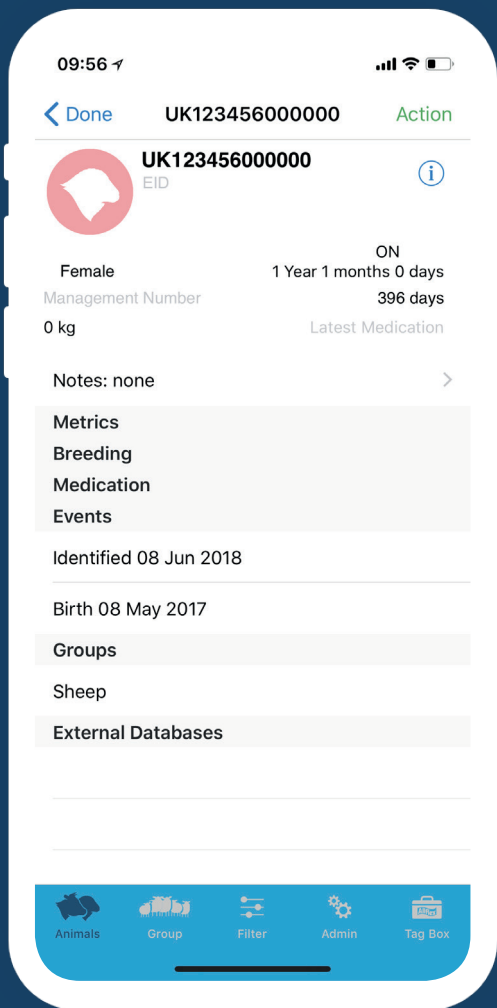 09:56
Done UK123456000000 Action
UK123456000000
EID
ON
Female 1 Year 1 months 0 days
Management Number 396 days
0 kg Latest Medication
Notes: none
Metrics
Breeding
Medication
Events
Identified 08 Jun 2018
Birth 08 May 2017
Groups
Sheep
External Databases
Animals Group Filter Admin Tag Box